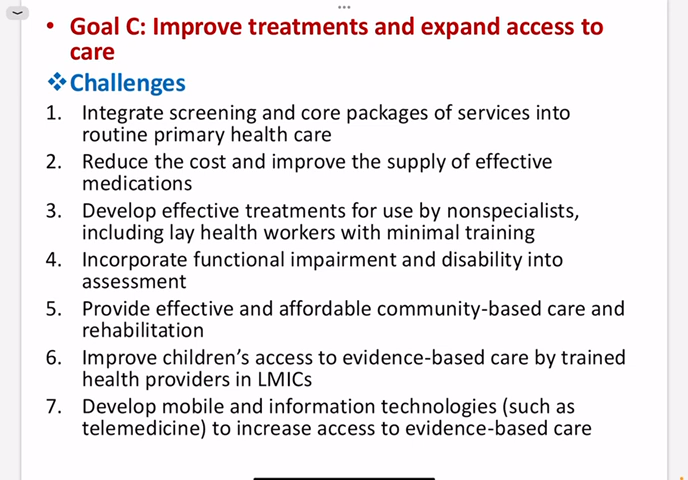 • Goal C: Improve treatments and expand access to
care
❖Challenges
1. Integrate screening and core packages of services into
routine primary health care
2. Reduce the cost and improve the supply of effective
medications
3. Develop effective treatments for use by nonspecialists,
including lay health workers with minimal training
4. Incorporate functional impairment and disability into
assessment
5. Provide effective and affordable community-based care and
rehabilitation
6. Improve children’s access to evidence-based care by trained
health providers in LMICs
7. Develop mobile and information technologies (such as
telemedicine) to increase access to evidence-based care